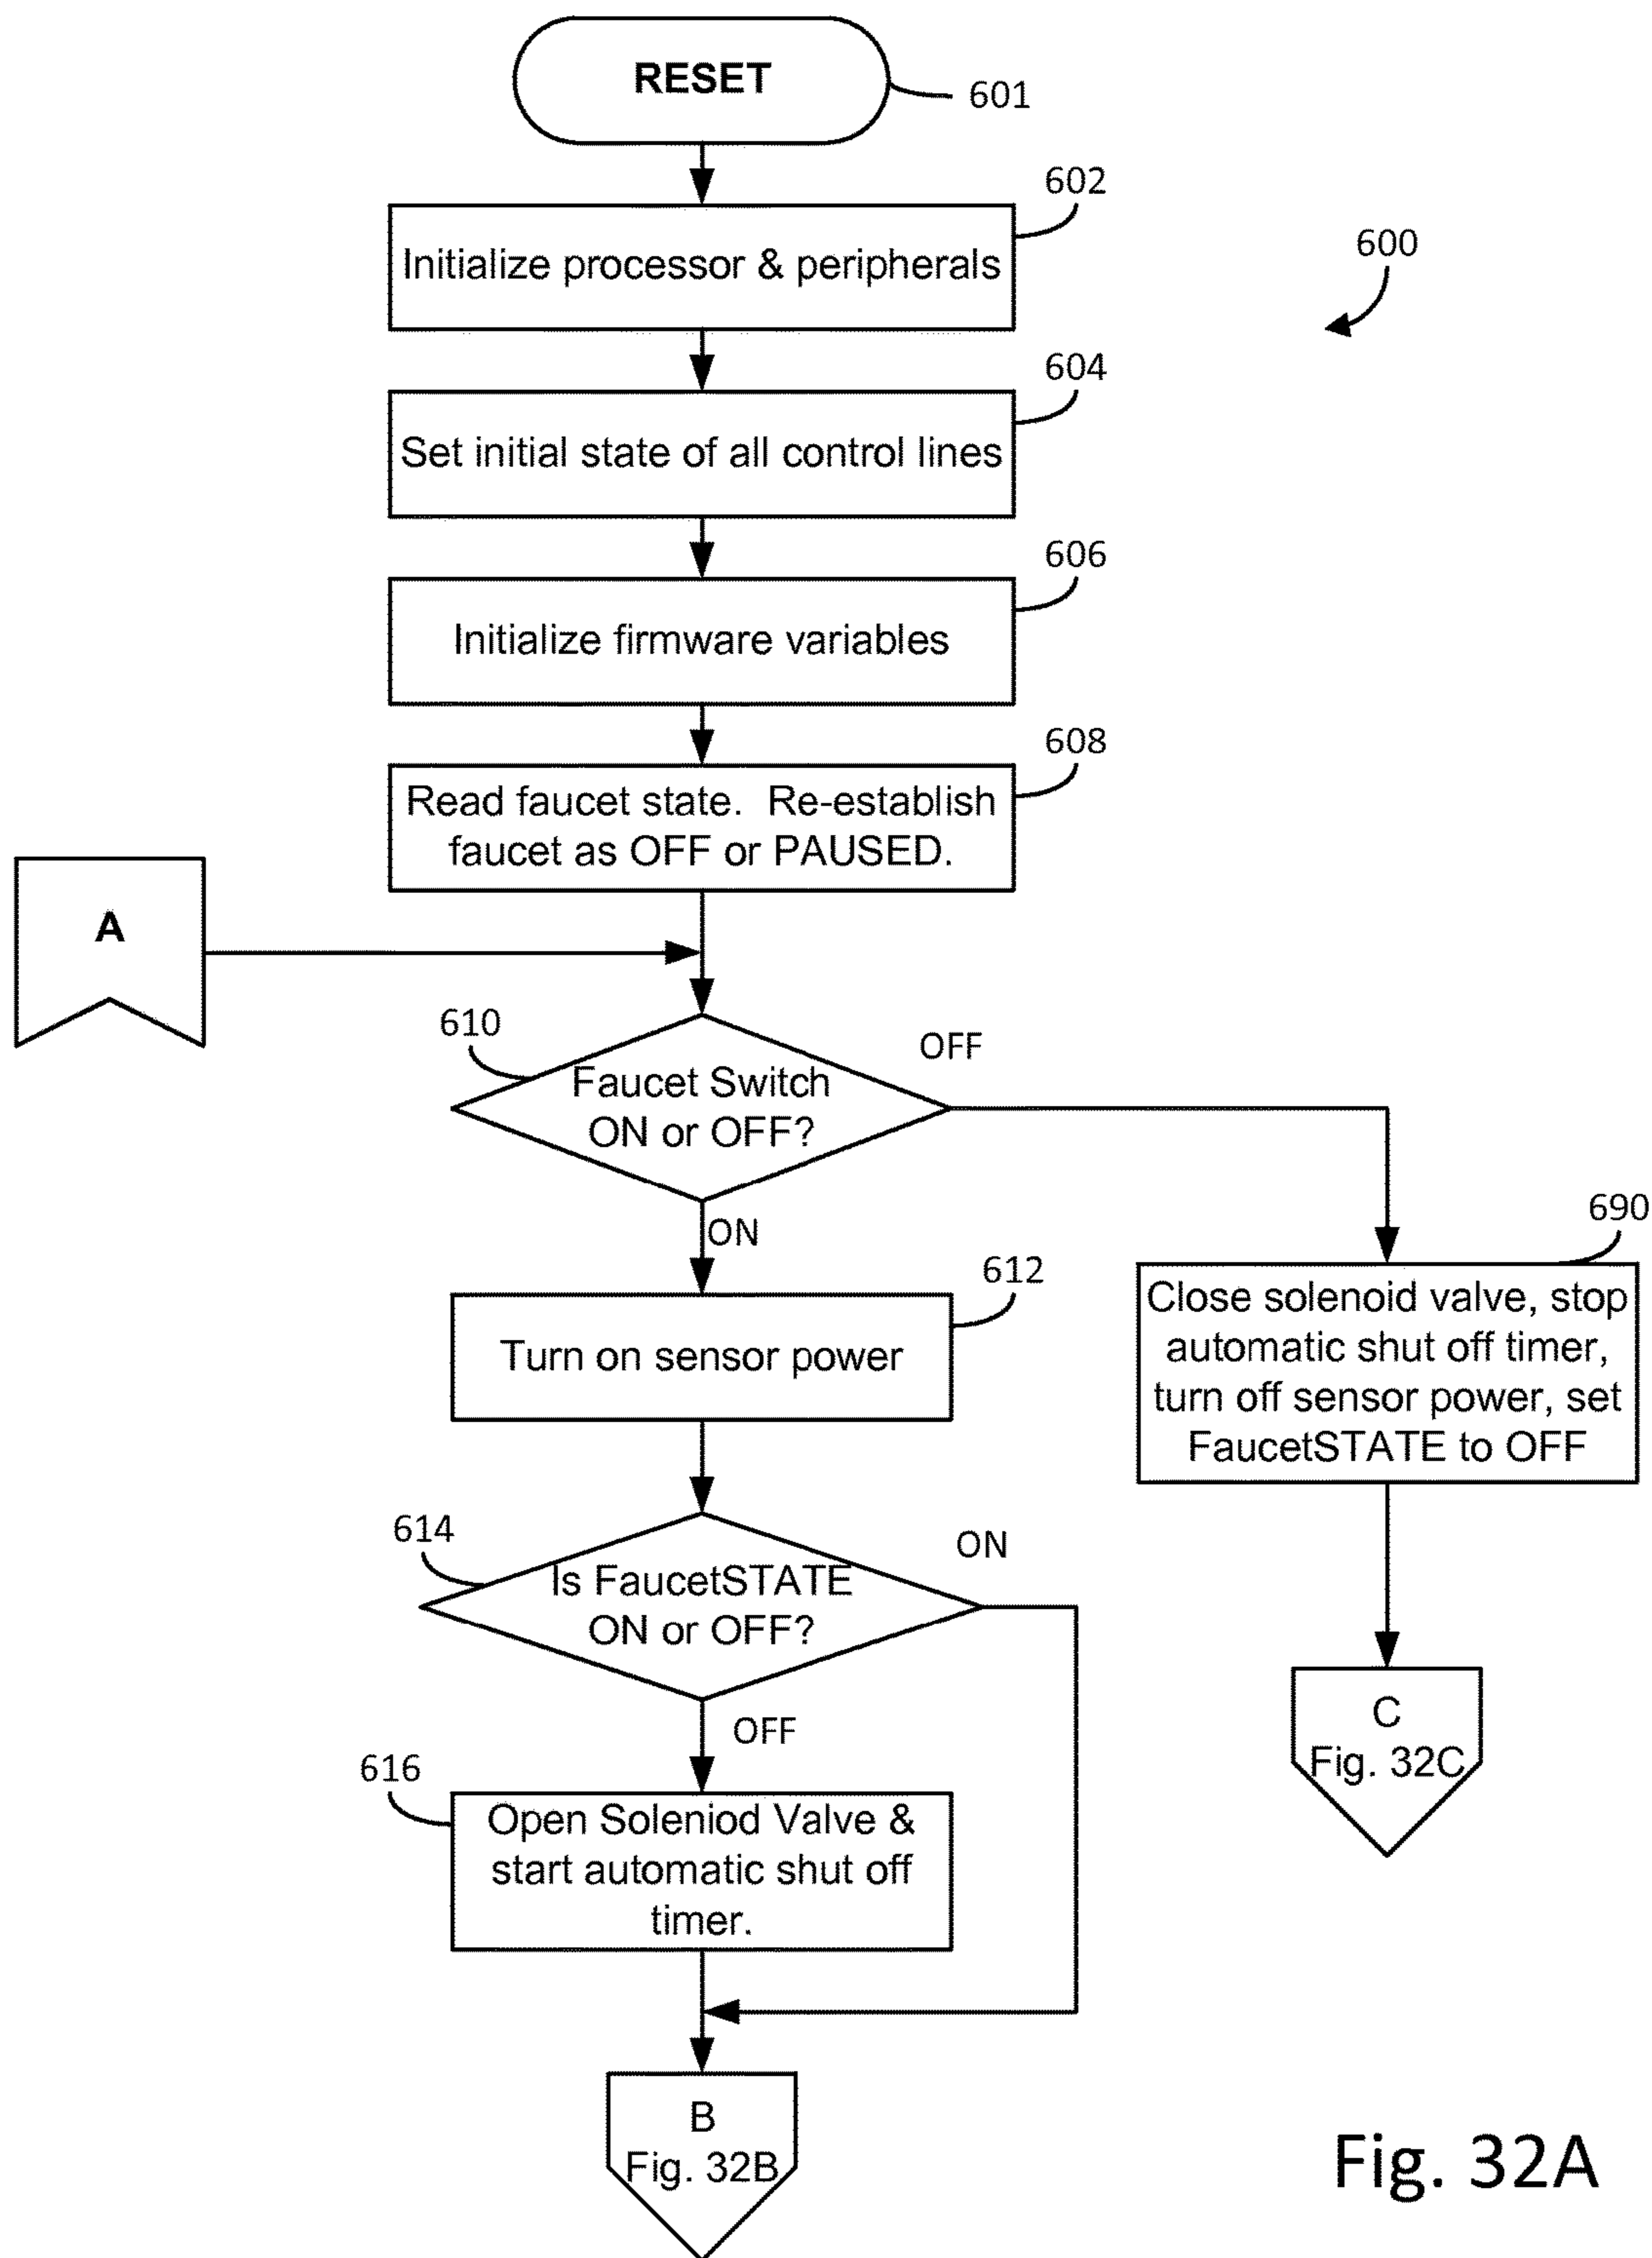 RESET
601
602
Initialize processor & peripherals
600
604
Set initial state of all control lines
606
Initialize firmware variables
608
Read faucet state. Re-establish
faucet as OFF or PAUSED.
A
610
OFF
Faucet Switch
ON or OFF?
ON
690
612
Close solenoid valve, stop
automatic shut off timer,
turn off sensor power, set
FaucetSTATE to OFF
Turn on sensor power
614
ON
Is FaucetSTATE
ON or OFF?
OFF
C
Fig. 32C
616
Open Soleniod Valve &
start automatic shut off
timer.
B
Fig. 32B
Fig. 32A